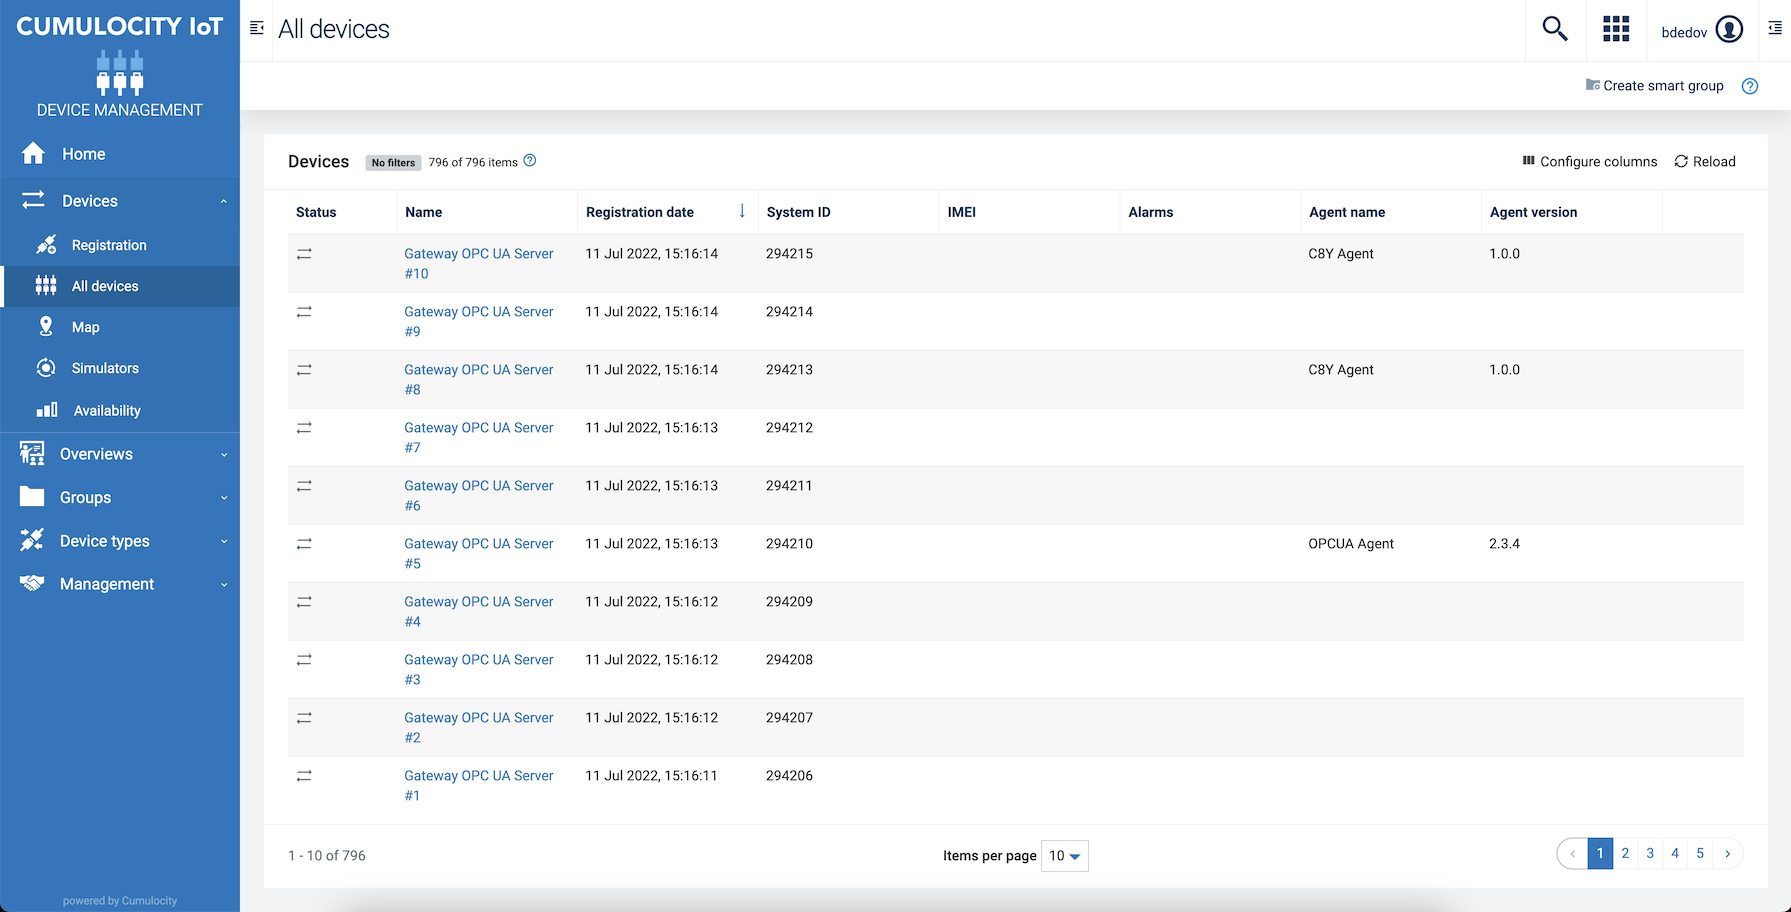 CUMULOCITY IoT
DEVICE MANAGEMENT
Home
Devices
Registration
All devices
Map
Simulators
Availability
Overviews
Groups
Device types
Management
powered by Cumulocity
All devices
bdedov
Create smart group
Devices No filters 796 of 796 items
Configure columns Reload
Status Name Registration date System ID IMEI Alarms Agent name Agent version
Gateway OPC UA Server 11 Jul 2022, 15:16:14 294215 C8Y Agent 1.0.0
#10
Gateway OPC UA Server 11 Jul 2022, 15:16:14 294214
#9
Gateway OPC UA Server 11 Jul 2022, 15:16:14 294213 C8Y Agent 1.0.0
#8
Gateway OPC UA Server 11 Jul 2022, 15:16:13 294212
#7
Gateway OPC UA Server 11 Jul 2022, 15:16:13 294211
#6
Gateway OPC UA Server 11 Jul 2022, 15:16:13 294210 OPCUA Agent 2.3.4
#5
Gateway OPC UA Server 11 Jul 2022, 15:16:12 294209
#4
Gateway OPC UA Server 11 Jul 2022, 15:16:12 294208
#3
Gateway OPC UA Server 11 Jul 2022, 15:16:12 294207
#2
Gateway OPC UA Server 11 Jul 2022, 15:16:11 294206
#1
1 - 10 of 796 Items per page 10 1 2 3 4 5